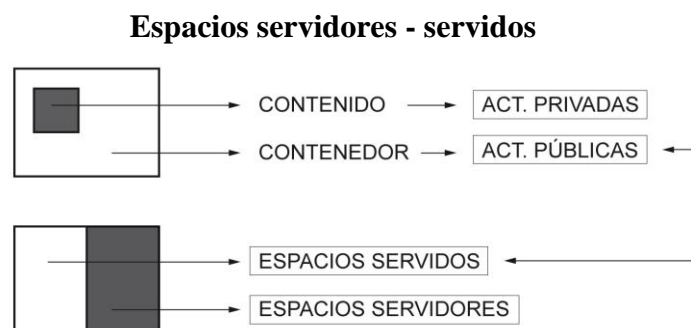 Espacios servidores - servidos
CONTENIDO ACT. PRIVADAS
CONTENEDOR ACT. PÚBLICAS
ESPACIOS SERVIDOS
ESPACIOS SERVIDORES